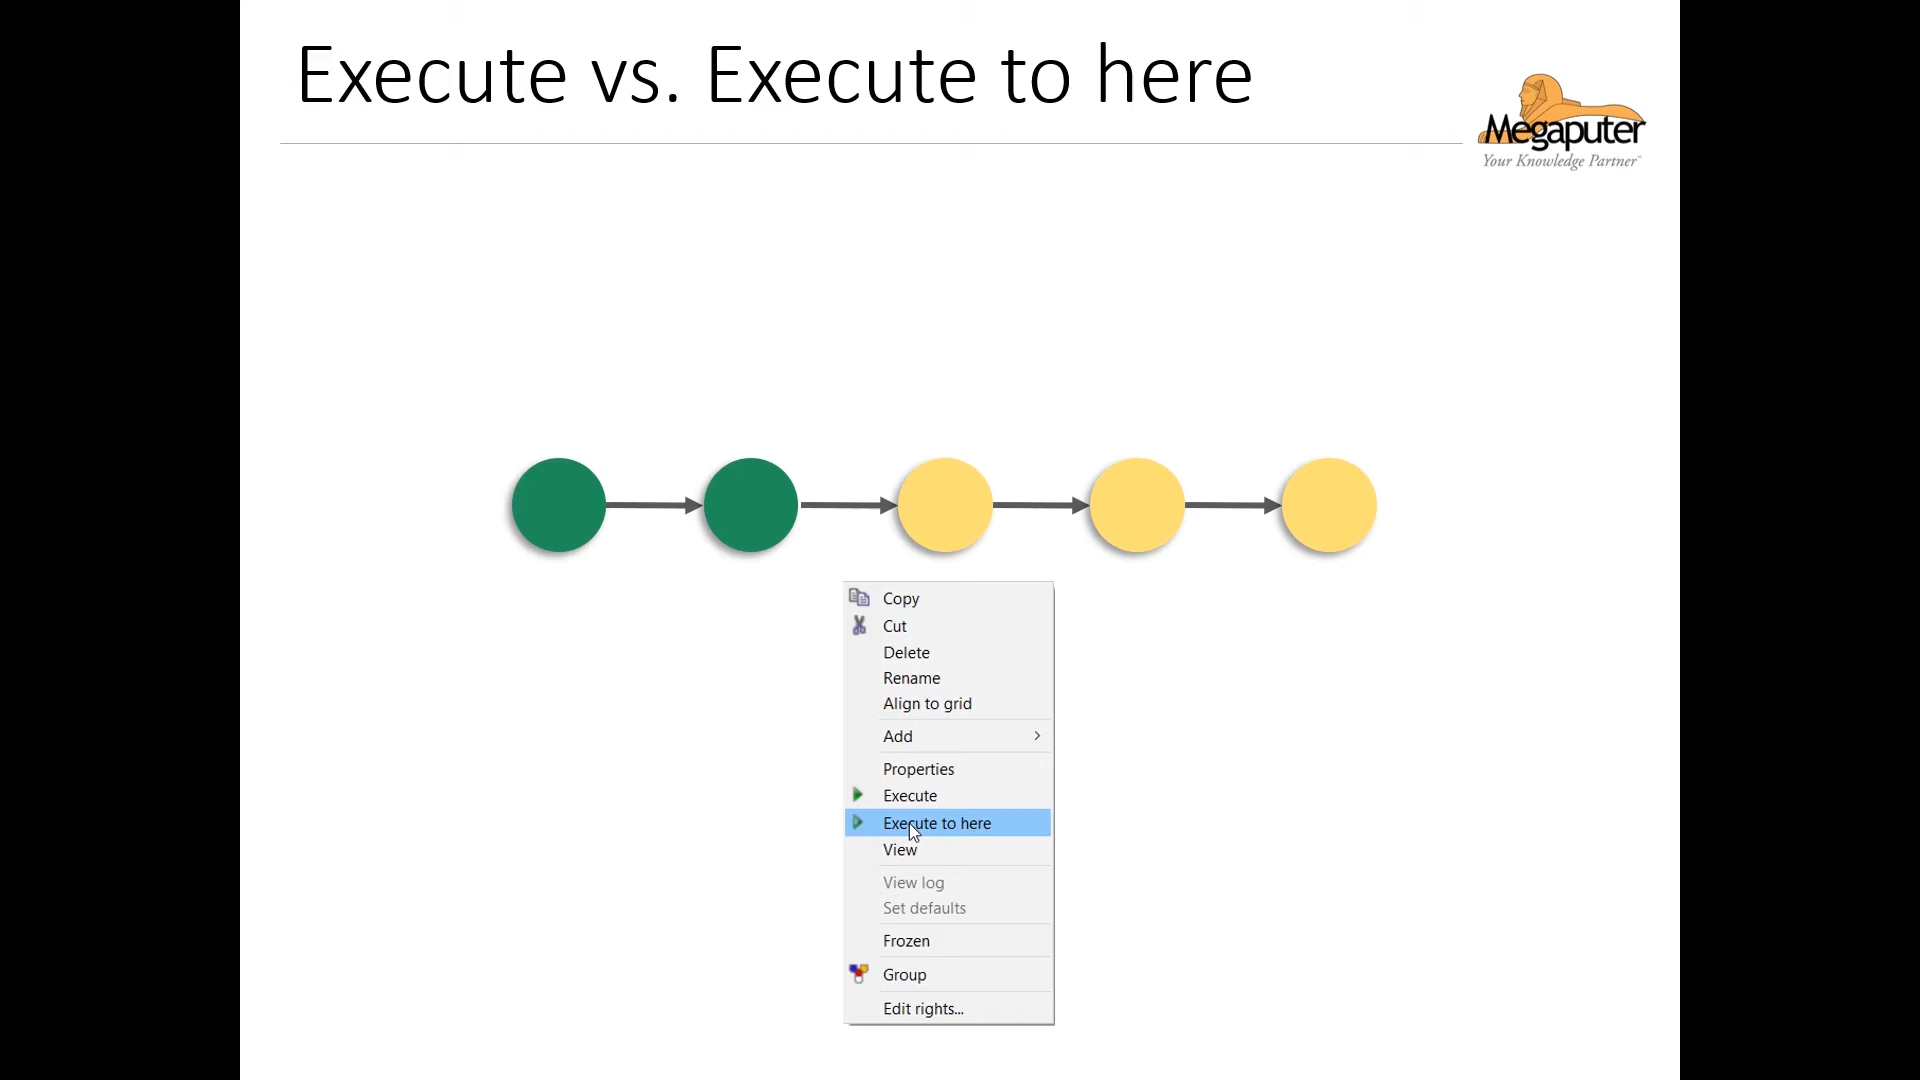 Execute vs. Execute to here
Megaputer
Your Knowledge Partner
Copy
Cut
Delete
Rename
Align to grid
Add
Properties
Execute
Execute to here
View
View log
Set defaults
Frozen
Group
Edit rights...